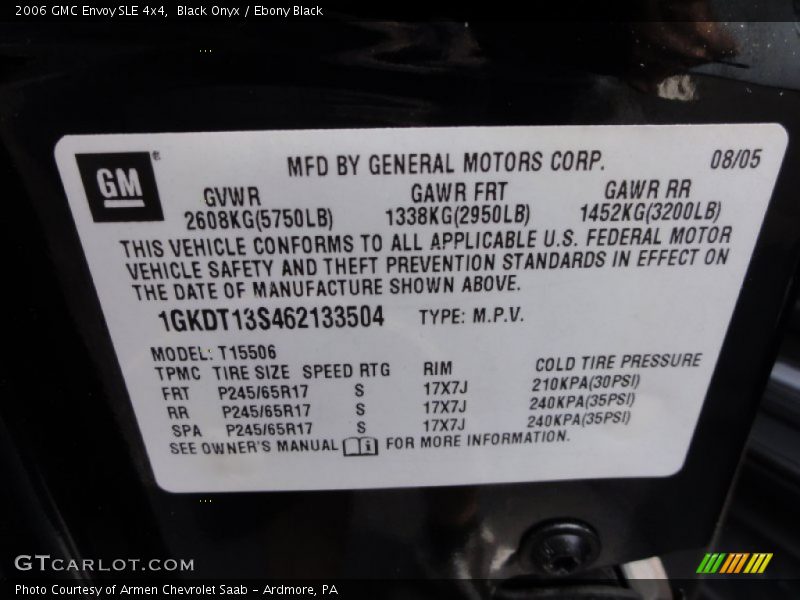 2006 GMC Envoy SLE 4x4,  Black Onyx / Ebony Black
GM®
MFD BY GENERAL MOTORS CORP. 08/05
GVWR GAWR FRT GAWR RR
2608KG(5750LB) 1338KG(2950LB) 1452KG(3200LB)
THIS VEHICLE CONFORMS TO ALL APPLICABLE U.S. FEDERAL MOTOR
VEHICLE SAFETY AND THEFT PREVENTION STANDARDS IN EFFECT ON
THE DATE OF MANUFACTURE SHOWN ABOVE.
1GKDT13S462133504 TYPE: M.P.V.
MODEL: T15506
TPMC TIRE SIZE SPEED RTG RIM COLD TIRE PRESSURE
FRT P245/65R17 S 17X7J 210KPA(30PSI)
RR P245/65R17 S 17X7J 240KPA(35PSI)
SPA P245/65R17 S 17X7J 240KPA(35PSI)
SEE OWNER'S MANUAL FOR MORE INFORMATION.
GTCARLOT.COM
Photo Courtesy of Armen Chevrolet Saab - Ardmore, PA